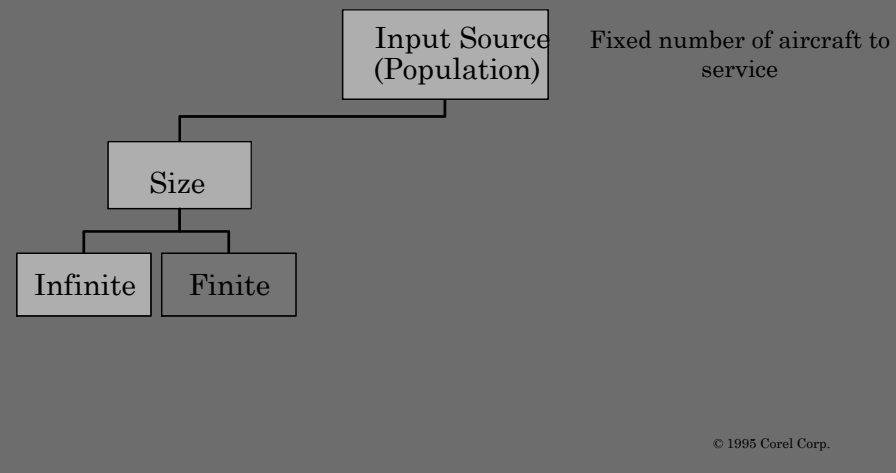 Input Source
(Population)
Fixed number of aircraft to
service
Size
Infinite
Finite
© 1995 Corel Corp.